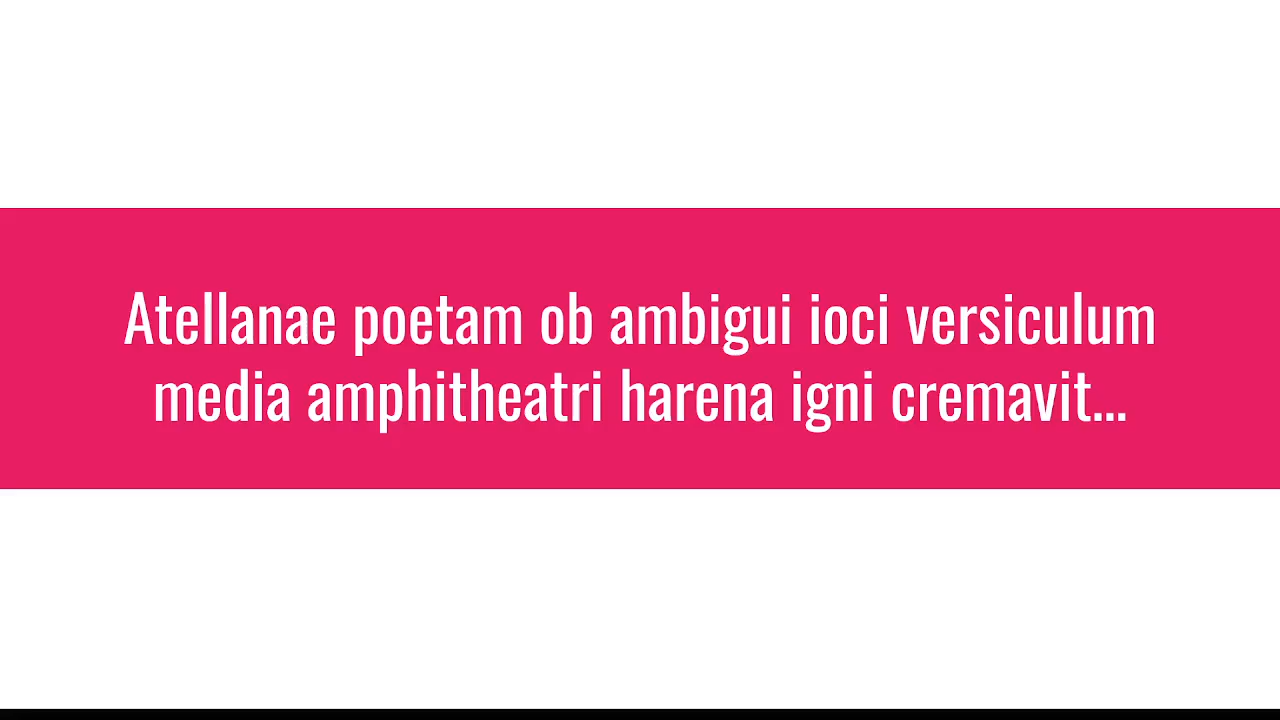 Atellanae poetam ob ambigui ioci versiculum
media amphitheatri harena igni cremavit...